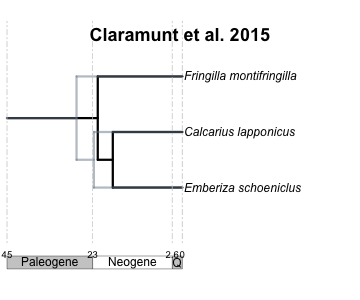 Claramunt et al. 2015
Fringilla montifringilla
Calcarius lapponicus
Emberiza schoeniclus
45 23 2.6 0
Paleogene Neogene Q